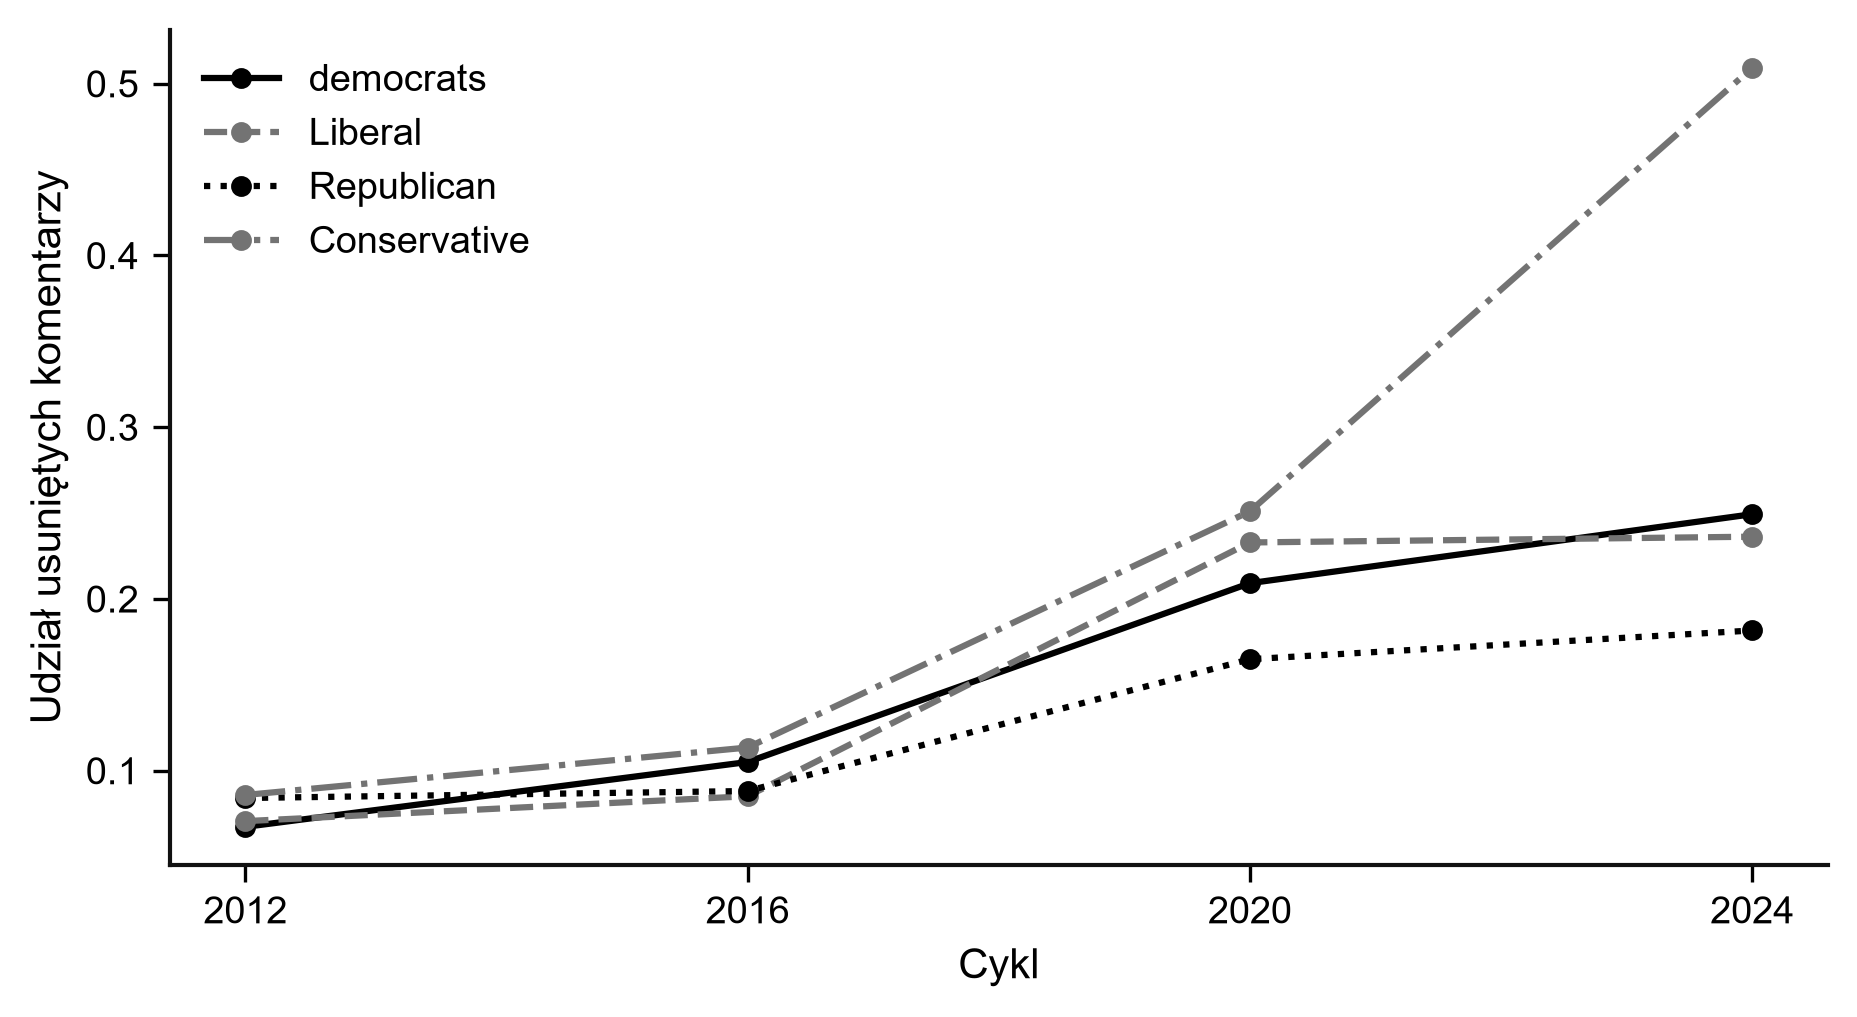 democrats
Liberal
Republican
Conservative
Udział usuniętych komentarzy
0.5
0.4
0.3
0.2
0.1
2012 2016 2020 2024
Cykl